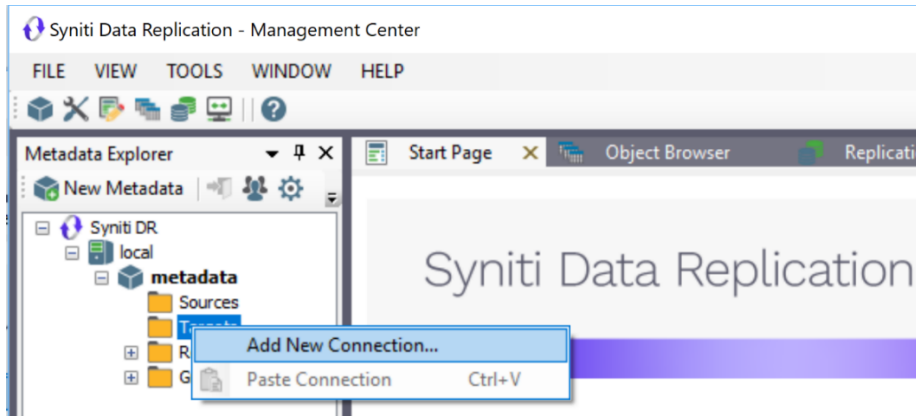 Syniti Data Replication - Management Center
FILE VIEW TOOLS WINDOW HELP
Metadata Explorer
Start Page
Object Browser
Replicati
New Metadata
Syniti DR
local
metadata
Sources
Syniti Data Replication
Add New Connection...
R
G
Paste Connection Ctrl+V